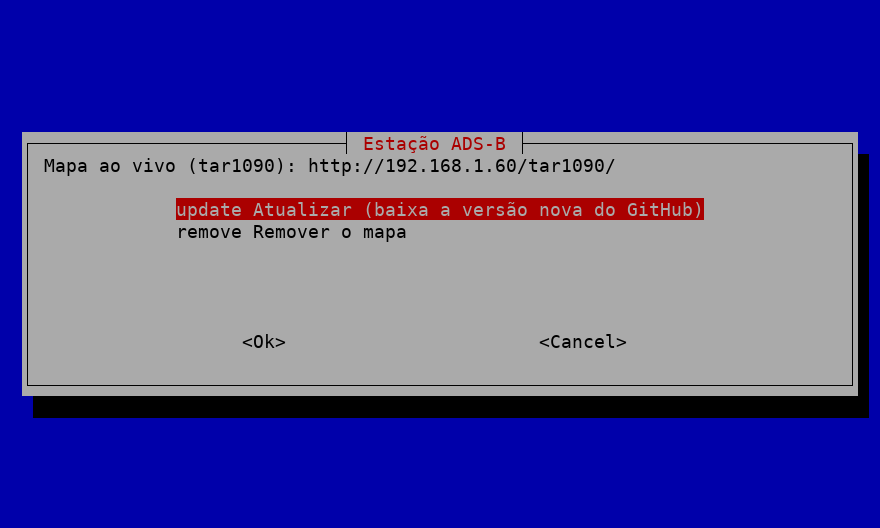 Estação ADS-B
Mapa ao vivo (tar1090): http://192.168.1.60/tar1090/
update Atualizar (baixa a versão nova do GitHub)
remove Remover o mapa
<Ok> <Cancel>